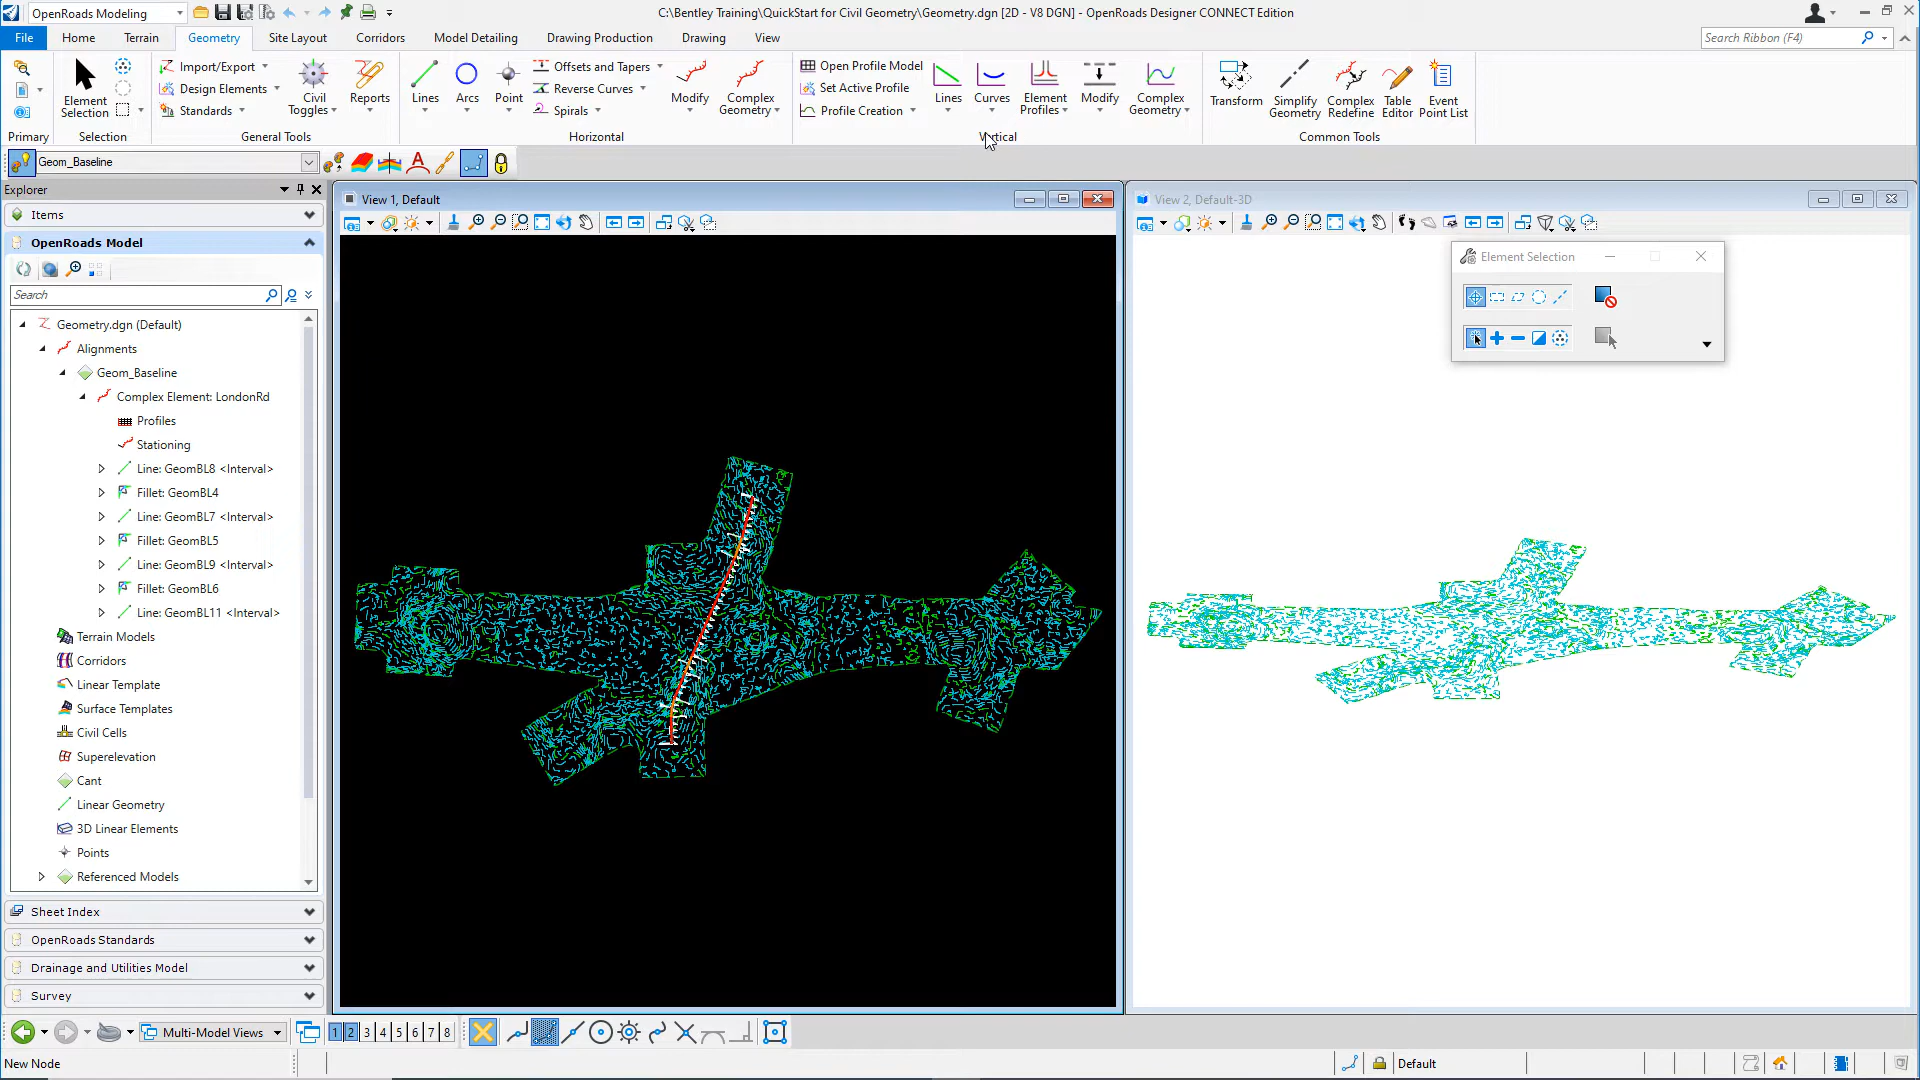 OpenRoads Modeling
C:\Bentley Training\QuickStart for Civil Geometry\Geometry.dgn [2D - V8 DGN] - OpenRoads Designer CONNECT Edition
File Home Terrain Geometry Site Layout Corridors Model Detailing Drawing Production Drawing View
Search Ribbon (F4)
Element Selection
Import/Export
Design Elements
Standards
Civil Toggles
Reports
Lines
Arcs
Point
Offsets and Tapers
Reverse Curves
Spirals
Modify
Complex Geometry
Open Profile Model
Set Active Profile
Profile Creation
Lines
Curves
Element Profiles
Modify
Complex Geometry
Transform
Simplify Geometry
Complex Redefine
Table Editor
Event Point List
Primary Selection General Tools Horizontal Vertical Common Tools
Geom_Baseline
Explorer
Items
OpenRoads Model
Search
Geometry.dgn (Default)
Alignments
Geom_Baseline
Complex Element: LondonRd
Profiles
Stationing
Line: GeomBL8 <Interval>
Fillet: GeomBL4
Line: GeomBL7 <Interval>
Fillet: GeomBL5
Line: GeomBL9 <Interval>
Fillet: GeomBL6
Line: GeomBL11 <Interval>
Terrain Models
Corridors
Linear Template
Surface Templates
Civil Cells
Superelevation
Cant
Linear Geometry
3D Linear Elements
Points
Referenced Models
Sheet Index
OpenRoads Standards
Drainage and Utilities Model
Survey
View 1, Default
View 2, Default-3D
Element Selection
Multi-Model Views
1 2 3 4 5 6 7 8
New Node
Default